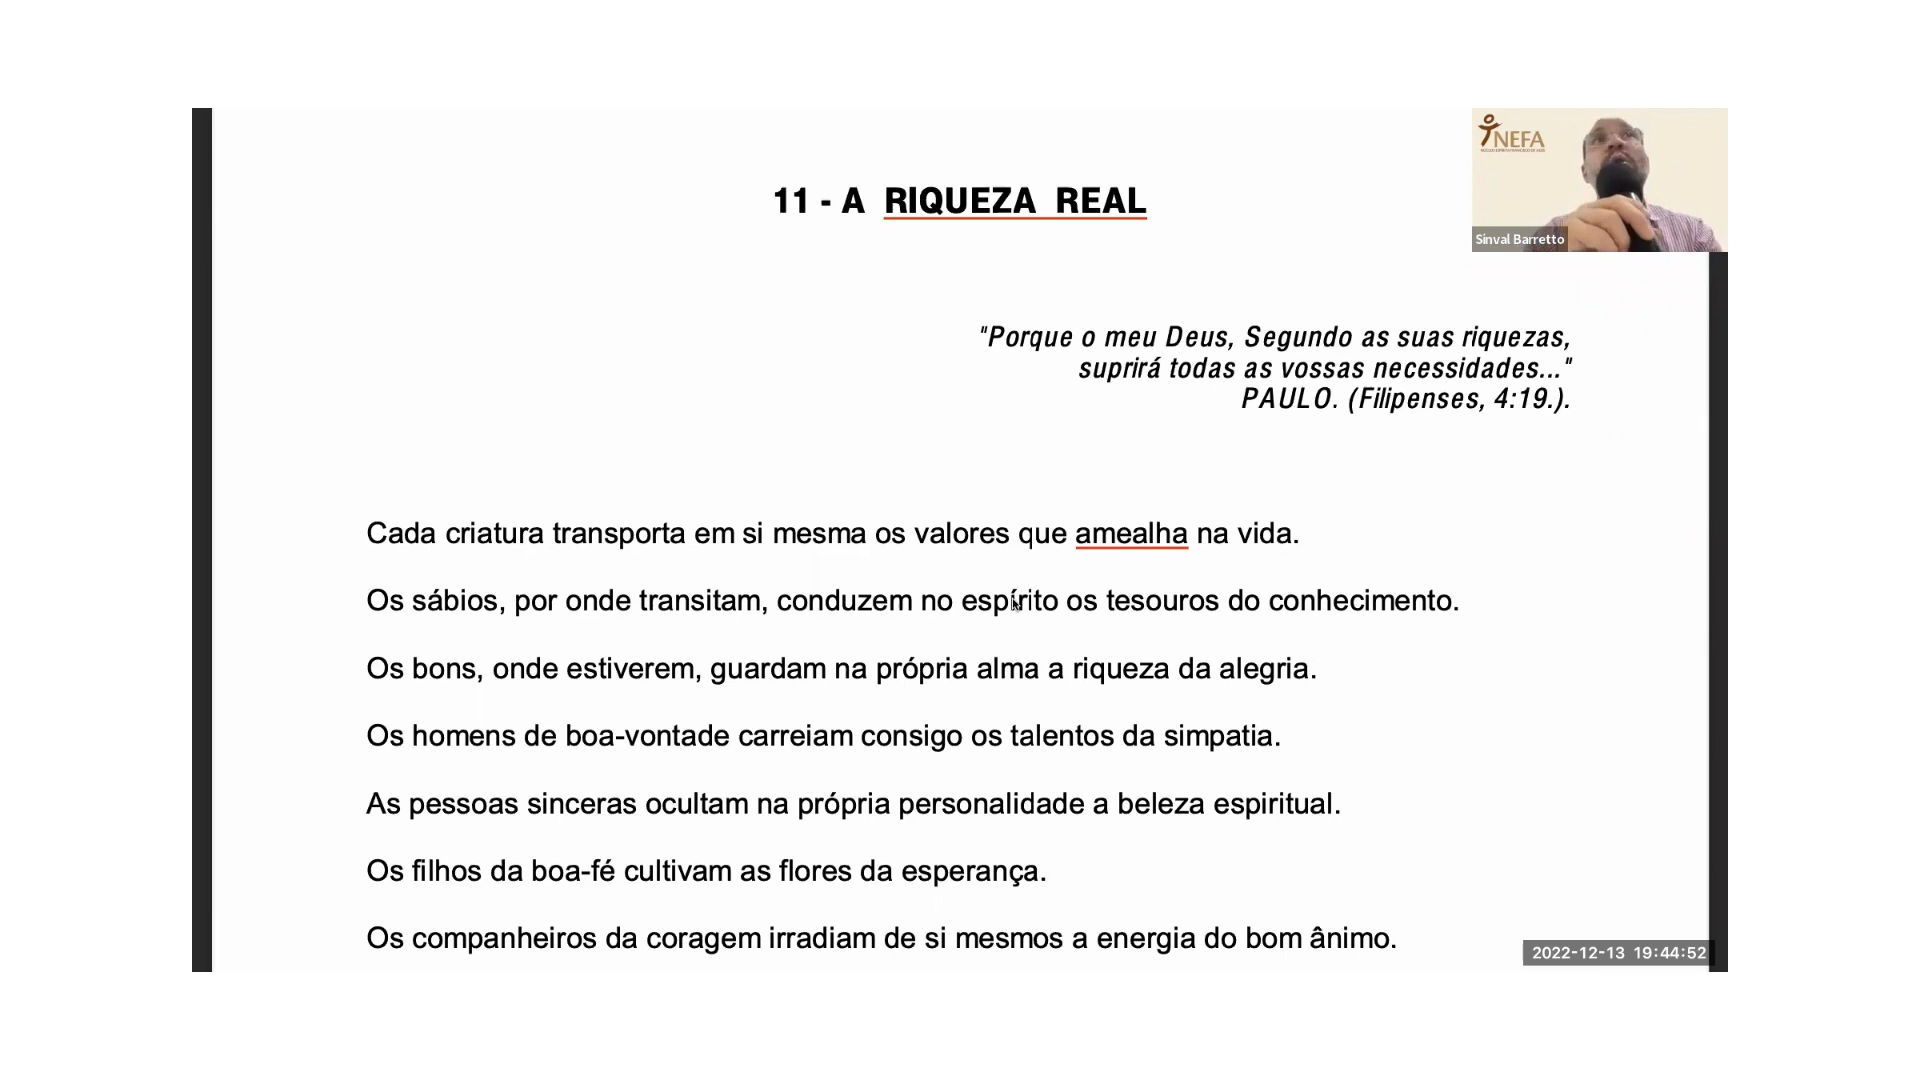 11 - A RIQUEZA REAL
NEFA
Sinval Barretto
"Porque o meu Deus, Segundo as suas riquezas,
suprirá todas as vossas necessidades..."
PAULO. (Filipenses, 4:19.).
Cada criatura transporta em si mesma os valores que amealha na vida.
Os sábios, por onde transitam, conduzem no espírito os tesouros do conhecimento.
Os bons, onde estiverem, guardam na própria alma a riqueza da alegria.
Os homens de boa-vontade carreiam consigo os talentos da simpatia.
As pessoas sinceras ocultam na própria personalidade a beleza espiritual.
Os filhos da boa-fé cultivam as flores da esperança.
Os companheiros da coragem irradiam de si mesmos a energia do bom ânimo.
2022-12-13 19:44:52